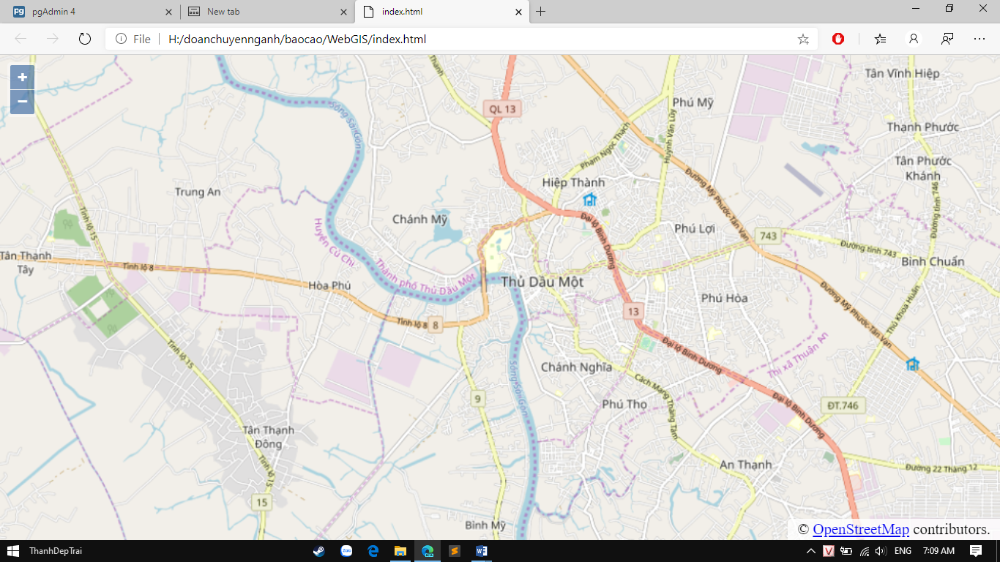 pgAdmin 4
New tab
index.html
File
H:/doanchuyennganh/baocao/WebGIS/index.html
+
−
Thạnh
QL 13
Sông Sài Gòn
Phú Mỹ
Tân Vĩnh Hiệp
Thạnh Phước
Tân Phước
Khánh
Phạm Ngọc Thạch
Huỳnh Văn Lũy
Hiệp Thành
Trung An
Chánh Mỹ
Đường Mỹ Phước-Tân Vạn
Đường tỉnh 746
Tỉnh lộ 15
Huyện Củ Chi
Đại lộ Bình Dương
Phú Lợi
743
Đường tỉnh 743
Bình Chuẩn
Tân Thạnh
Tây
Tỉnh lộ 8
Thành phố Thủ Dầu Một
Hòa Phú
Thủ Dầu Một
Phú Hòa
Đường Mỹ Phước-Tân Vạn
Thủ Khoa Huân
13
Tỉnh lộ 8
8
Tỉnh lộ 15
Đại lộ Bình Dương
Thị xã Thuận An
Chánh Nghĩa
Sông Sài Gòn
Cách Mạng Tháng Tám
9
Phú Thọ
ĐT.746
Đại lộ Bình Dương
Tân Thạnh
Đông
Tỉnh lộ 15
An Thạnh
Đường 22 Tháng 12
15
Bình Mỹ
© OpenStreetMap contributors.
ThanhDepTrai
Zalo
ENG
7:09 AM